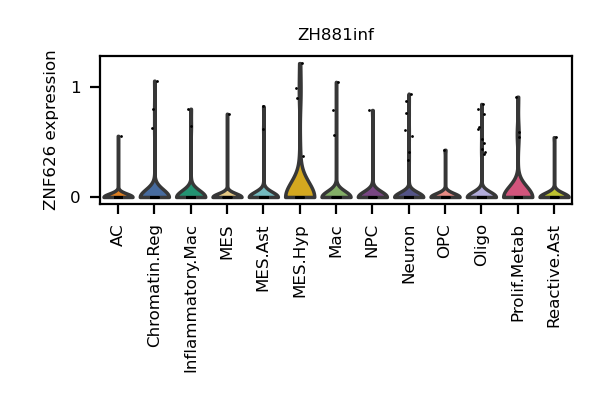 ZH881inf
ZNF626 expression
1
0
AC
Chromatin.Reg
Inflammatory.Mac
MES
MES.Ast
MES.Hyp
Mac
NPC
Neuron
OPC
Oligo
Prolif.Metab
Reactive.Ast